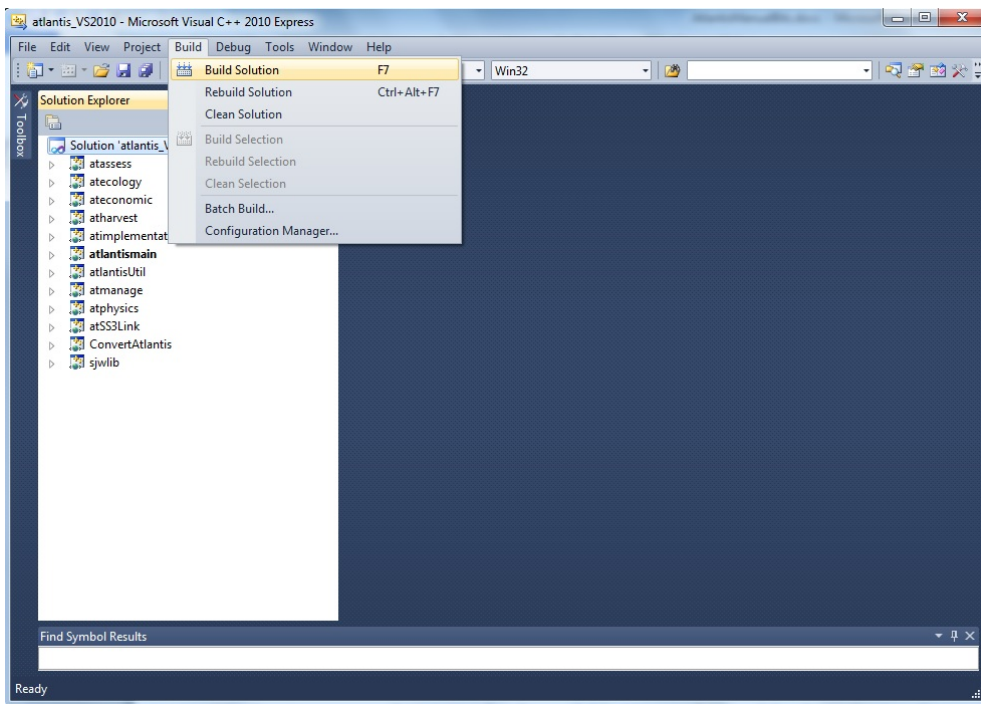 atlantis_VS2010 - Microsoft Visual C++ 2010 Express
File Edit View Project Build Debug Tools Window Help
Build Solution F7
Win32
Rebuild Solution Ctrl+Alt+F7
Clean Solution
Build Selection
Rebuild Selection
Clean Selection
Batch Build...
Configuration Manager...
Toolbox
Solution Explorer
Solution 'atlantis_V
atassess
atecology
ateconomic
atharvest
atimplementat
atlantismain
atlantisUtil
atmanage
atphysics
atSS3Link
ConvertAtlantis
sjwlib
Find Symbol Results
Ready